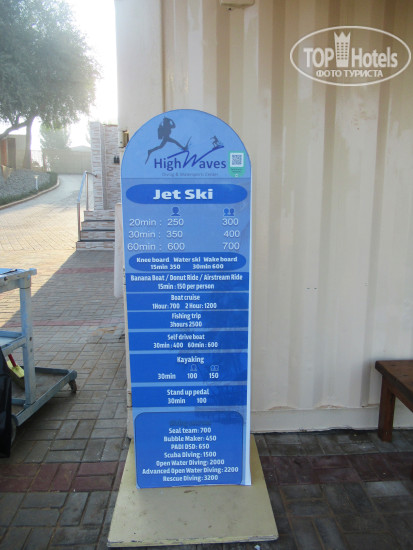 TOP Hotels
ФОТО ТУРИСТА
High Waves
Diving & Watersports Center
Jet Ski
20min : 250 300
30min : 350 400
60min : 600 700
Knee board Water ski Wake board
15min 350 30min 600
Banana Boat / Donut Ride / Airstream Ride
15min : 150 per person
Boat cruise
1Hour: 700 2 Hour: 1200
Fishing trip
3hours 2500
Self drive boat
30min : 400 60min : 600
Kayaking
30min 100 150
Stand up pedal
30min 100
Seal team: 700
Bubble Maker: 450
PADI DSD: 650
Scuba Diving: 1500
Open Water Diving: 2000
Advanced Open Water Diving: 2200
Rescue Diving: 3200